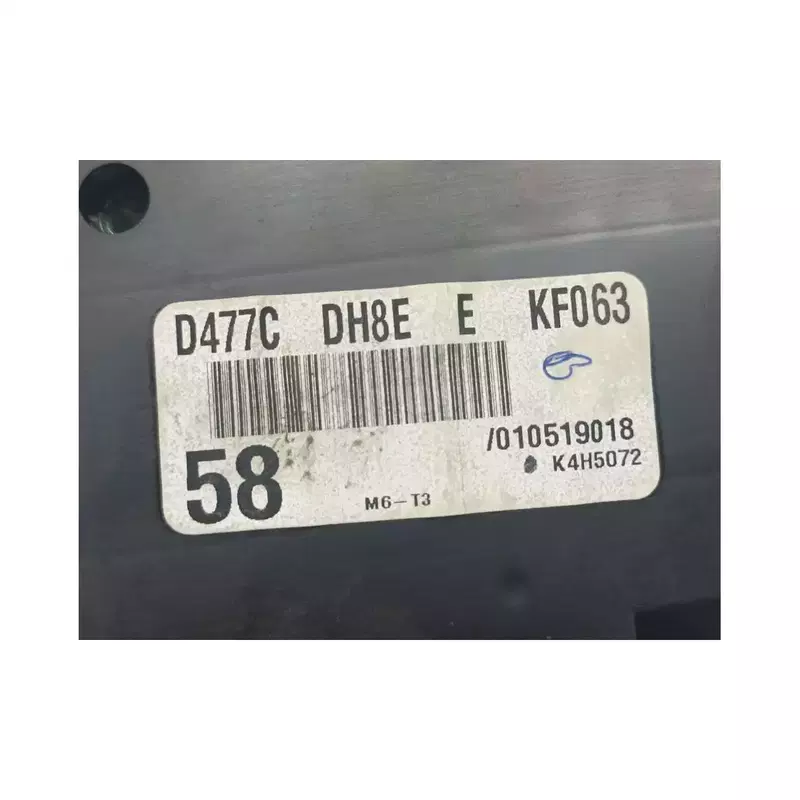 D477C DH8E E KF063
/010519018
58 K4H5072
M6-T3